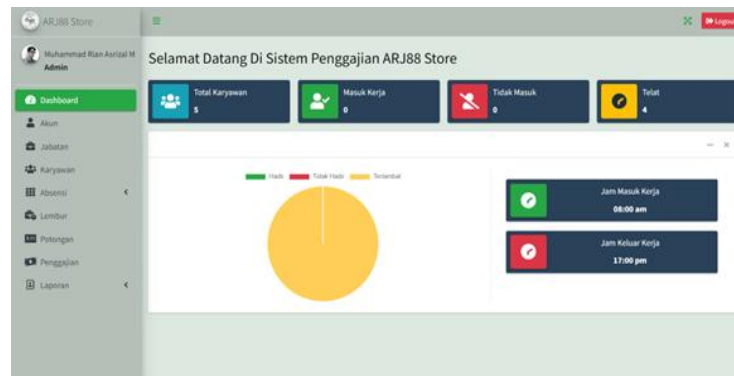 ARJ88 Store
Logout
Muhammad Rian Asrizal M
Admin
Selamat Datang Di Sistem Penggajian ARJ88 Store
Dashboard
Akun
Jabatan
Karyawan
Absensi
Lembur
Potongan
Penggajian
Laporan
Total Karyawan
5
Masuk Kerja
0
Tidak Masuk
0
Telat
4
Hadir
Tidak Hadir
Terlambat
Jam Masuk Kerja
08:00 am
Jam Keluar Kerja
17:00 pm